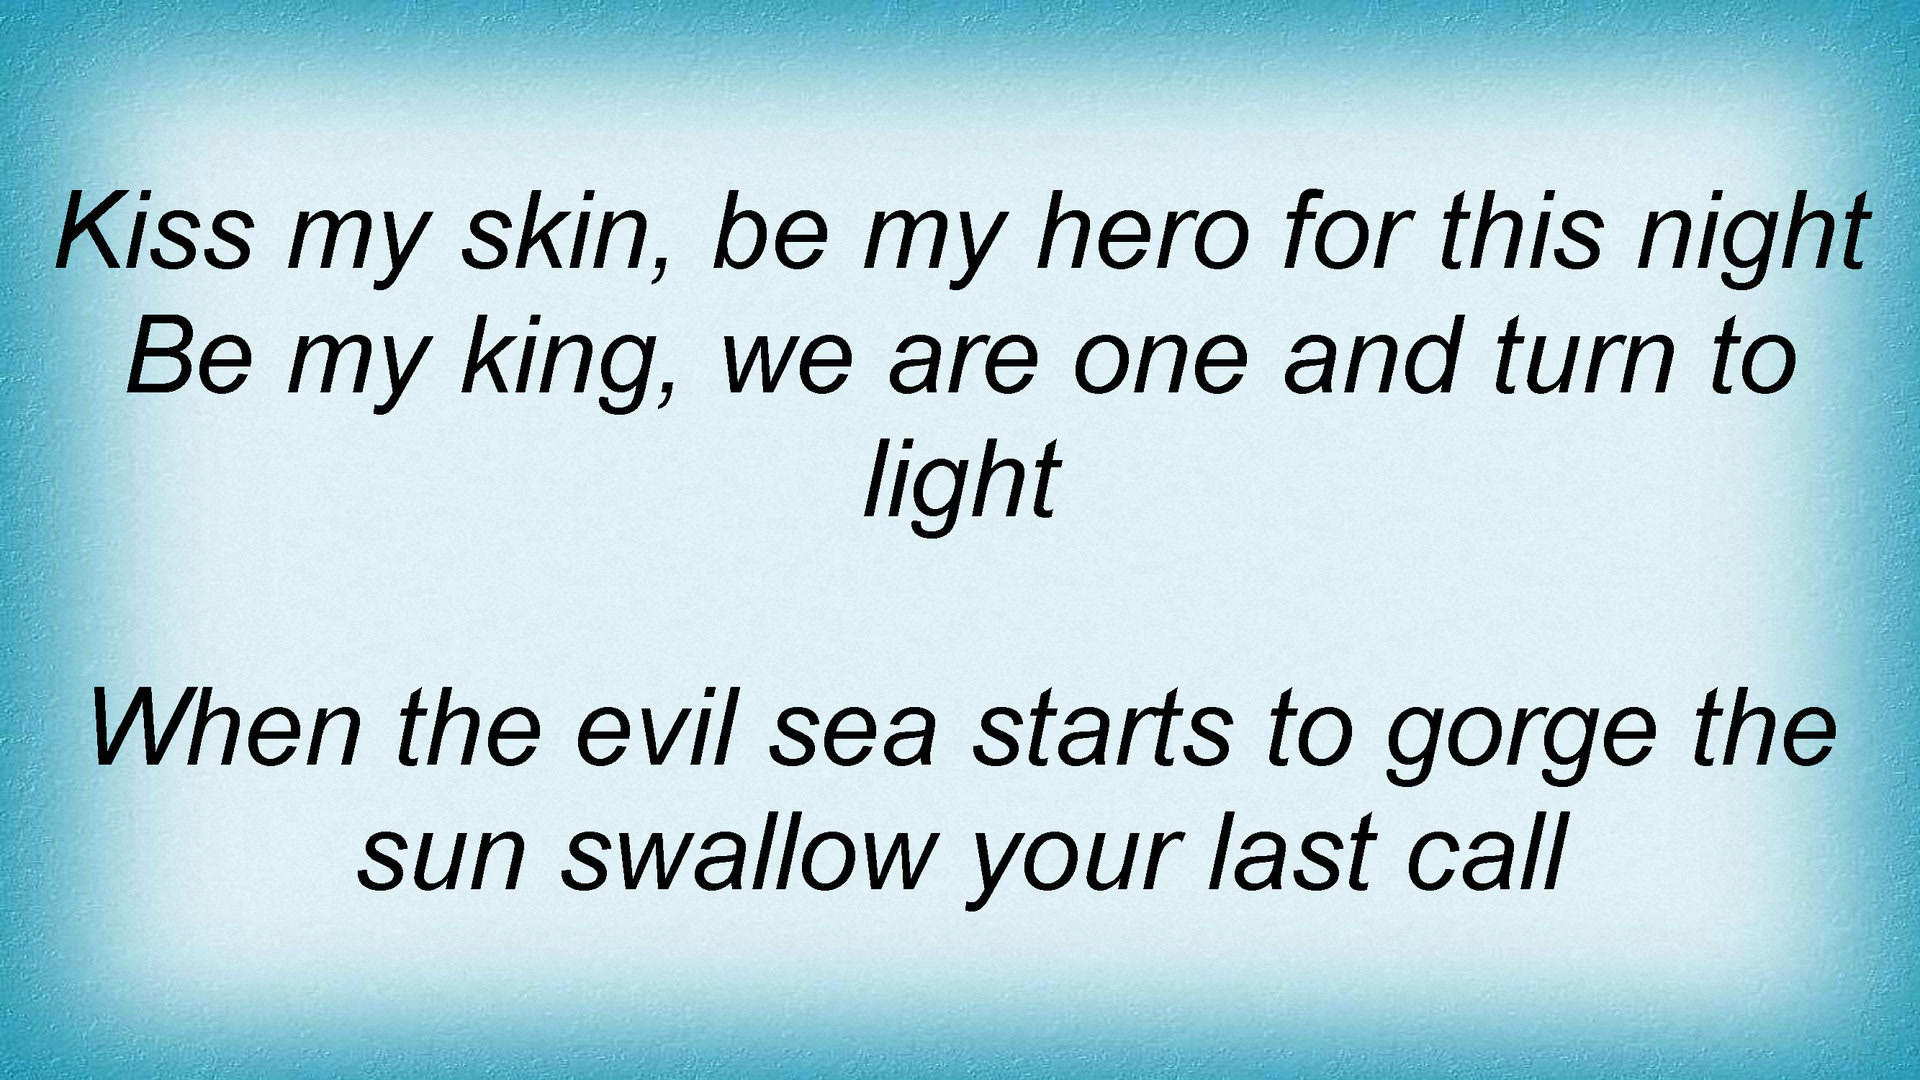 Kiss my skin, be my hero for this night
Be my king, we are one and turn to
light
When the evil sea starts to gorge the
sun swallow your last call